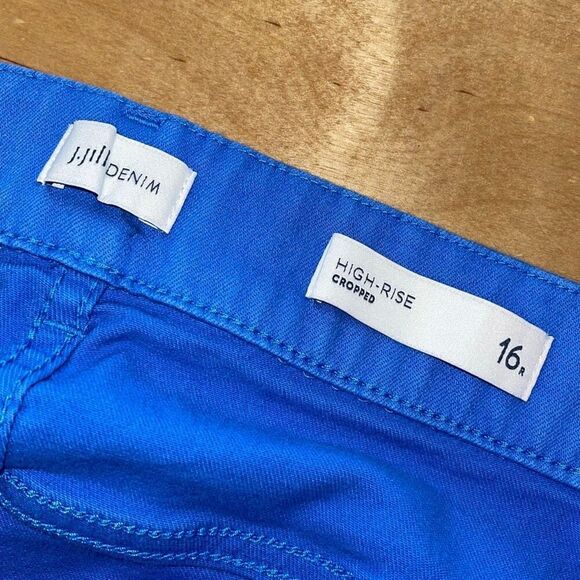 J.Jill DENIM
HIGH-RISE
CROPPED
16R